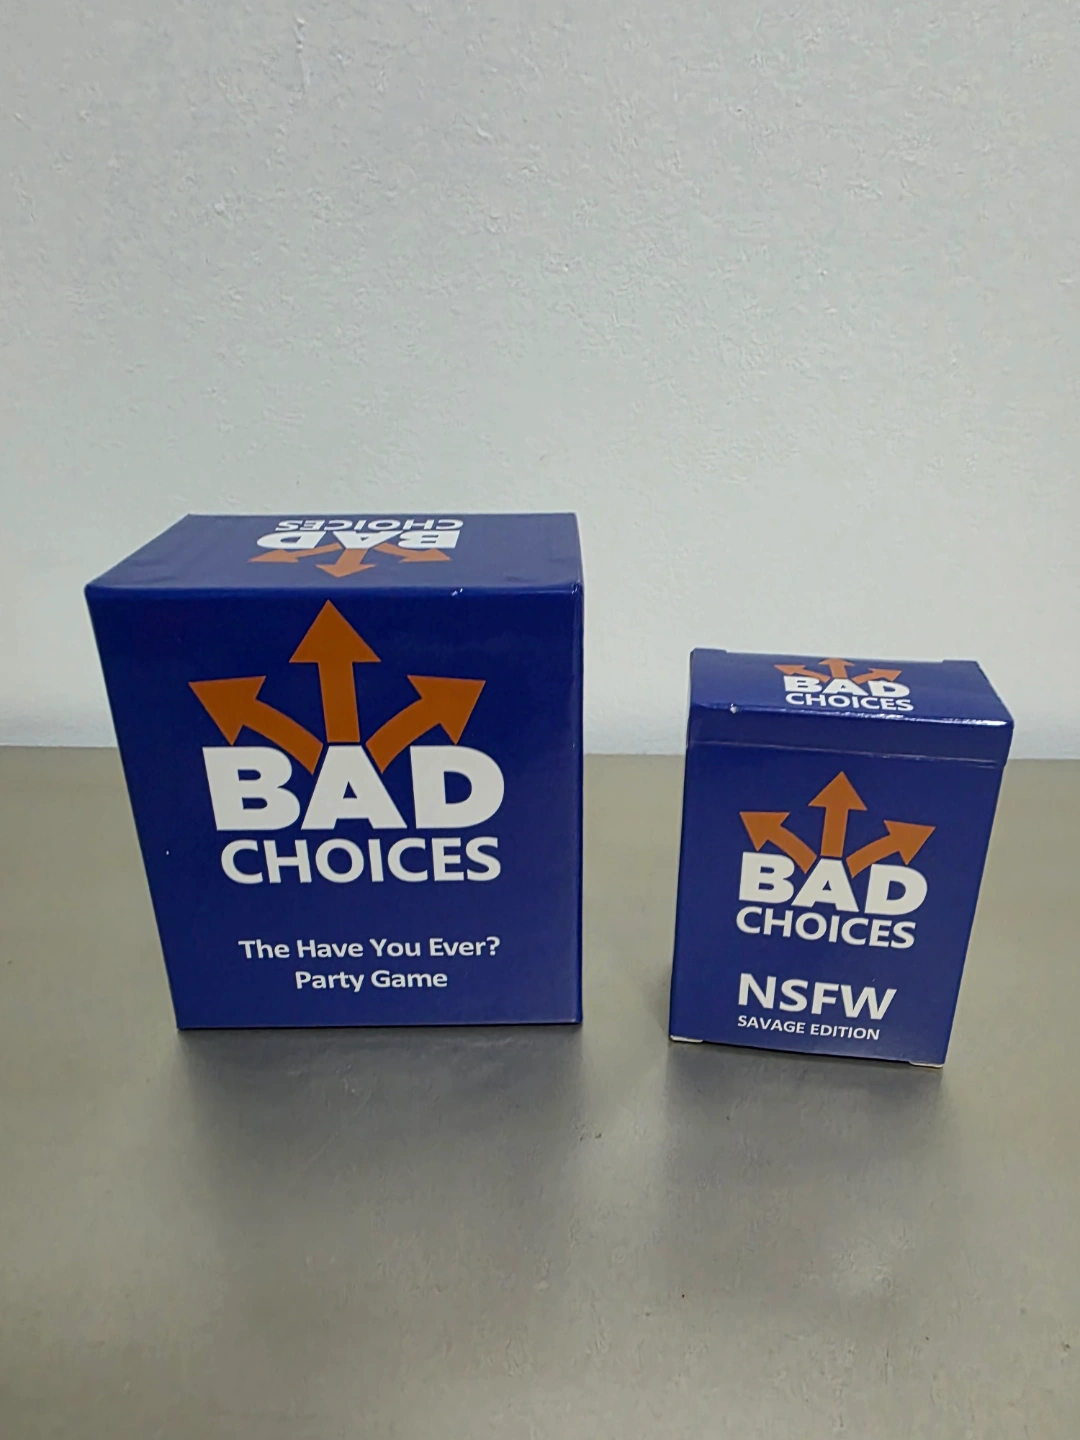 BAD
CHOICES
BAD
CHOICES
The Have You Ever?
Party Game
BAD
CHOICES
BAD
CHOICES
NSFW
SAVAGE EDITION